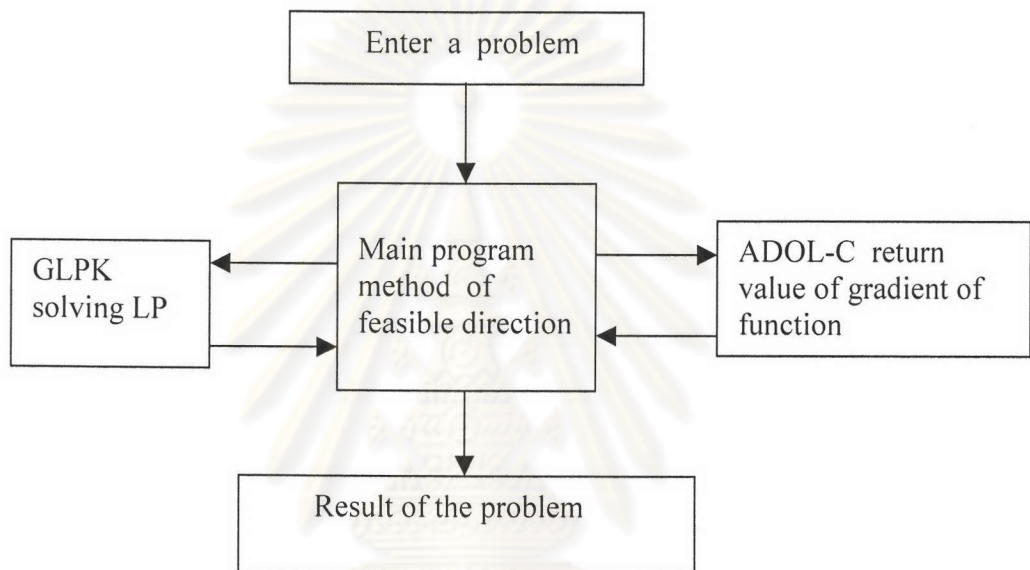 Enter a problem
GLPK
solving LP
Main program
method of
feasible direction
ADOL-C return
value of gradient of
function
Result of the problem